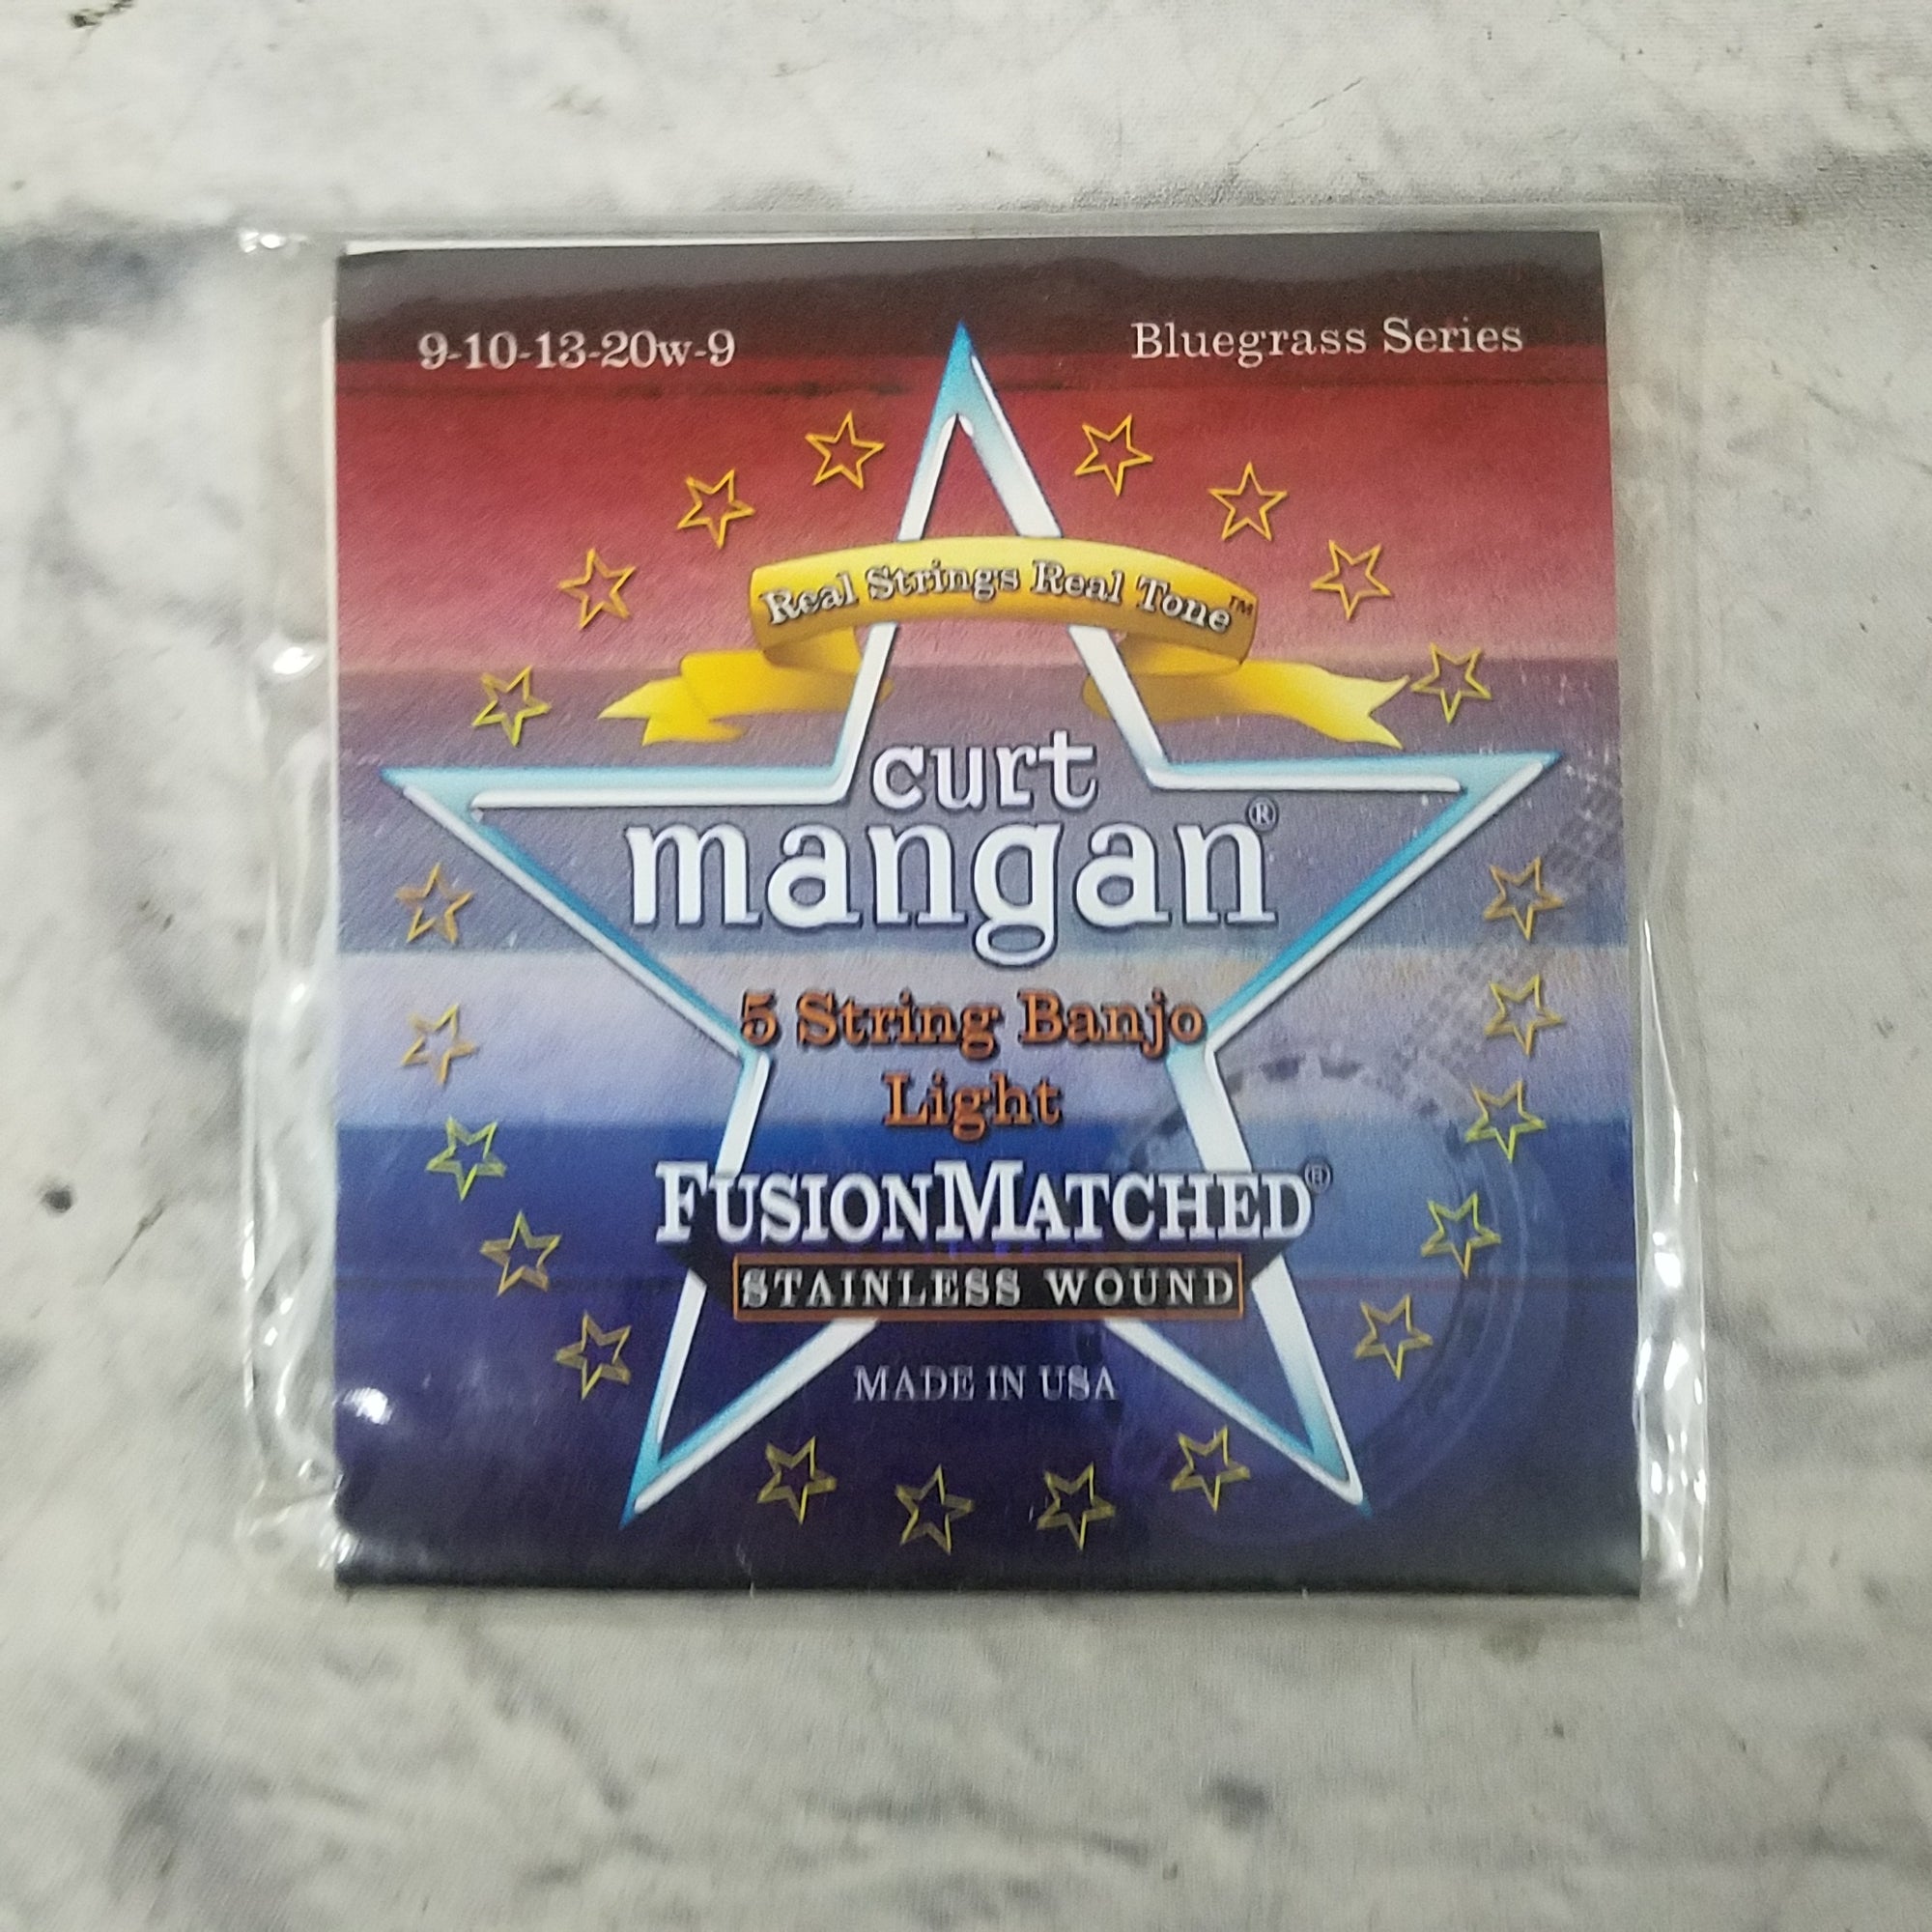 9-10-13-20w-9
Bluegrass Series
Real Strings Real Tone™
curt
mangan®
5 String Banjo
Light
FUSIONMATCHED®
STAINLESS WOUND
MADE IN USA